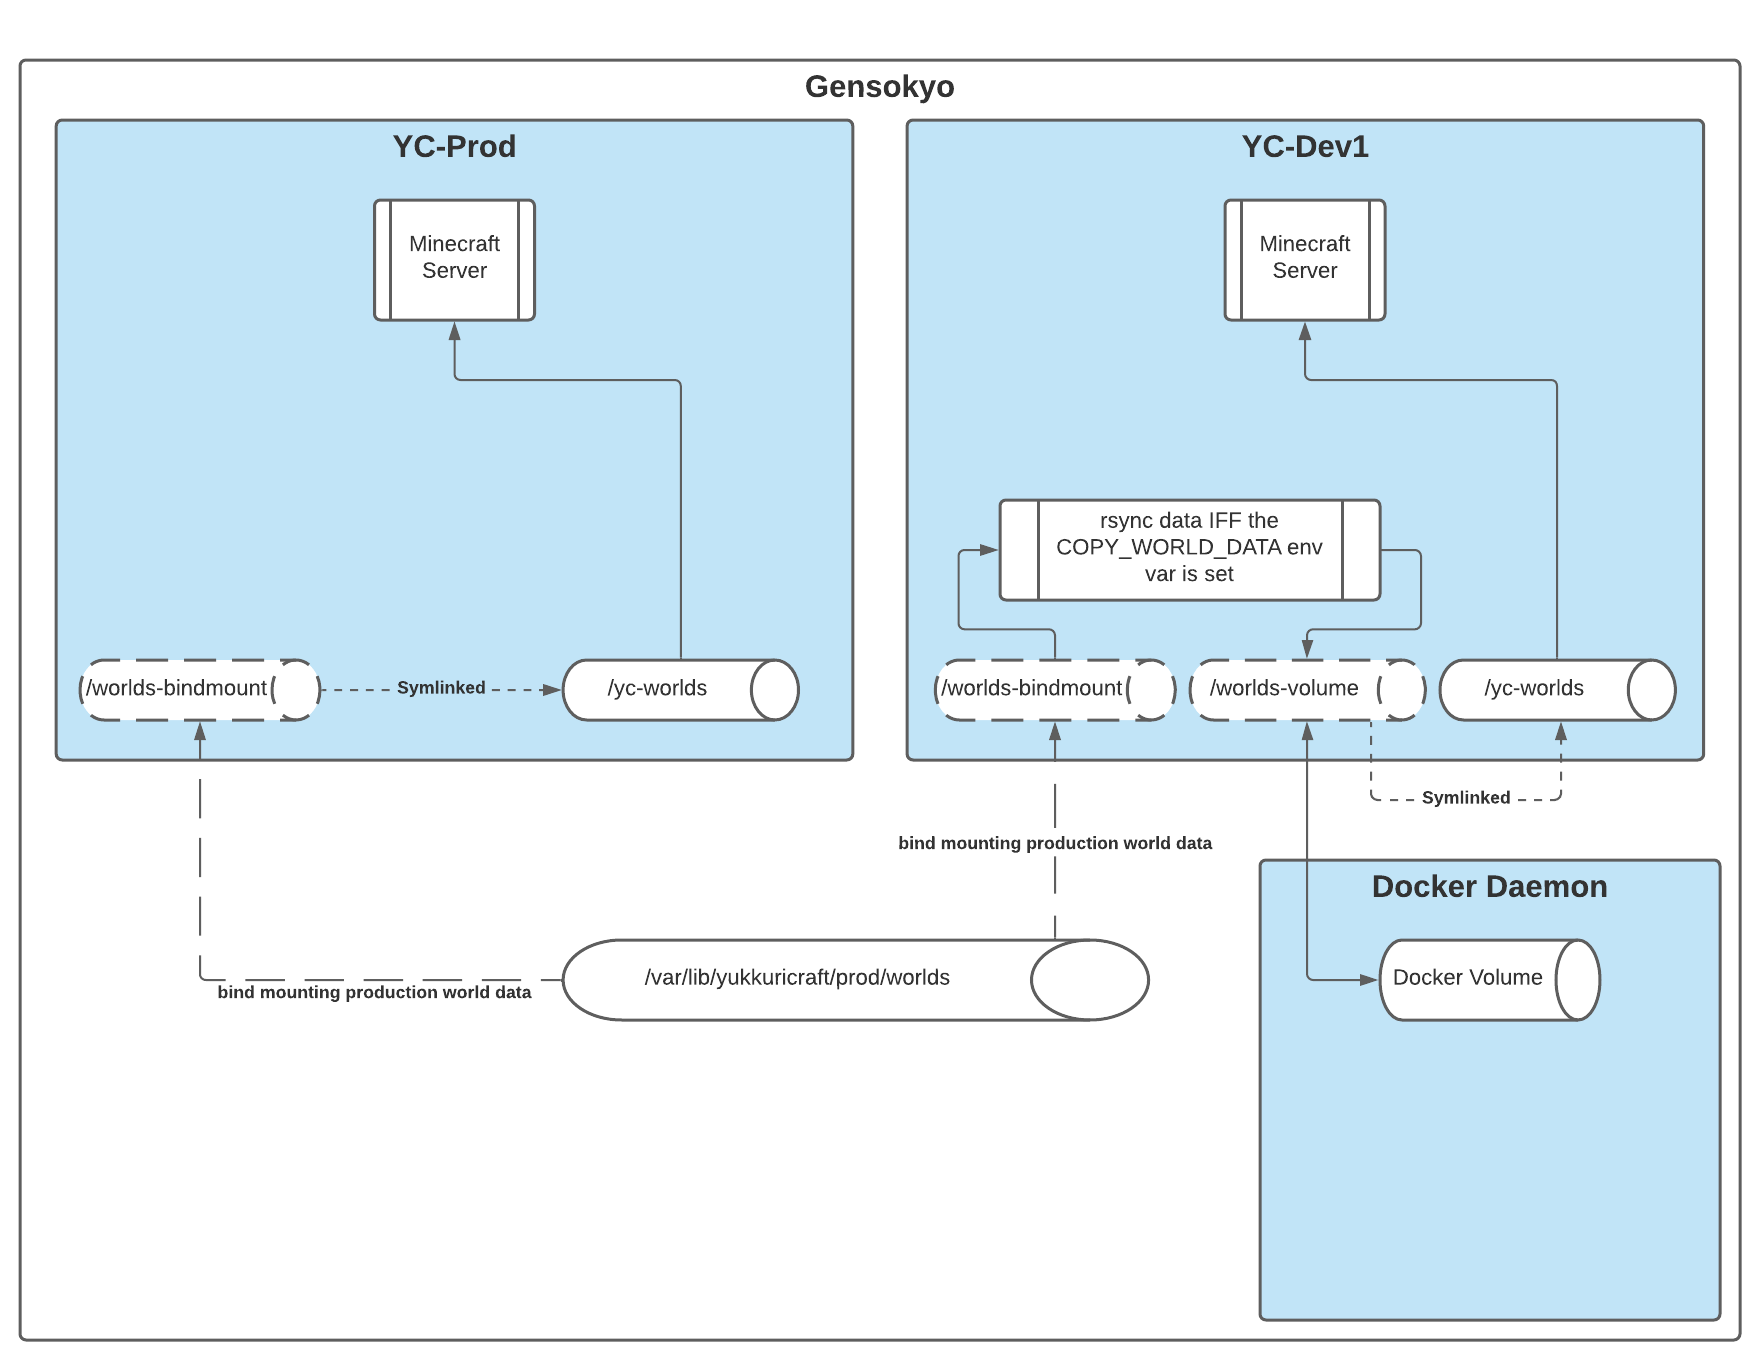 Gensokyo
YC-Prod
Minecraft
Server
/worlds-bindmount
Symlinked
/yc-worlds
YC-Dev1
Minecraft
Server
rsync data IFF the
COPY_WORLD_DATA env
var is set
/worlds-bindmount
/worlds-volume
/yc-worlds
Symlinked
bind mounting production world data
Docker Daemon
/var/lib/yukkuricraft/prod/worlds
Docker Volume
bind mounting production world data